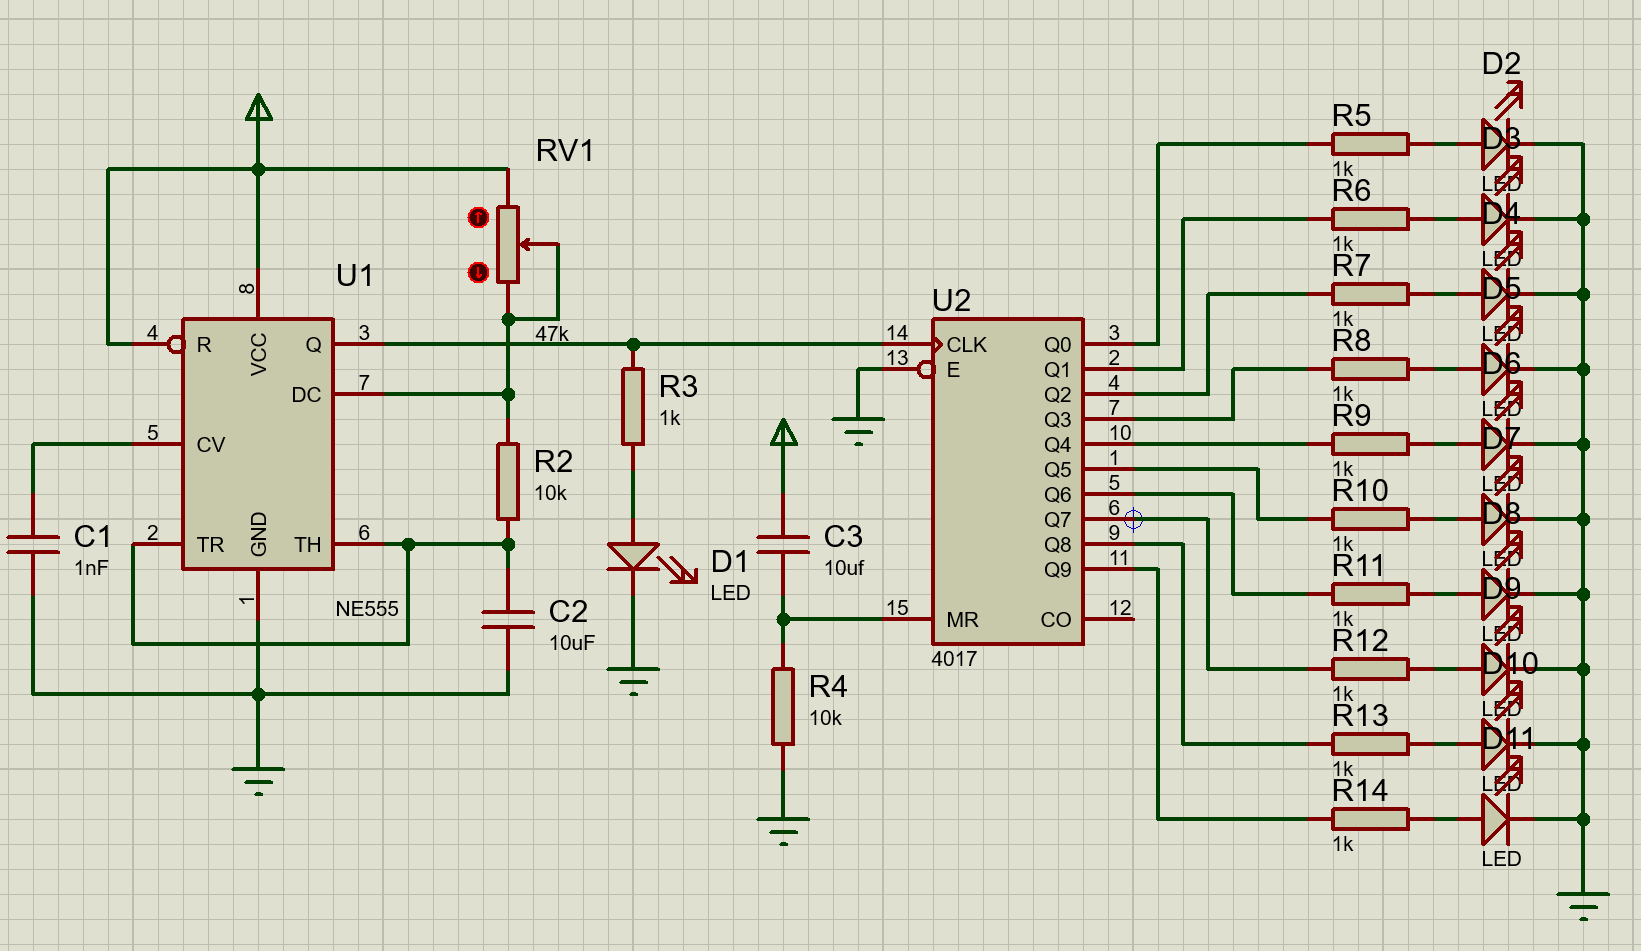 RV1
47k
U1
8
4
R
VCC
Q
3
DC
7
5
CV
2
TR
GND
TH
6
1
NE555
C1
1nF
R2
10k
C2
10uF
R3
1k
D1
LED
C3
10uf
R4
10k
U2
14
CLK
13
E
15
MR
4017
Q0
3
Q1
2
Q2
4
Q3
7
Q4
10
Q5
1
Q6
5
Q7
6
Q8
9
Q9
11
CO
12
D2
R5
1k
D3
LED
R6
1k
D4
LED
R7
1k
D5
LED
R8
1k
D6
LED
R9
1k
D7
LED
R10
1k
D8
LED
R11
1k
D9
LED
R12
1k
D10
LED
R13
1k
D11
LED
R14
1k
LED